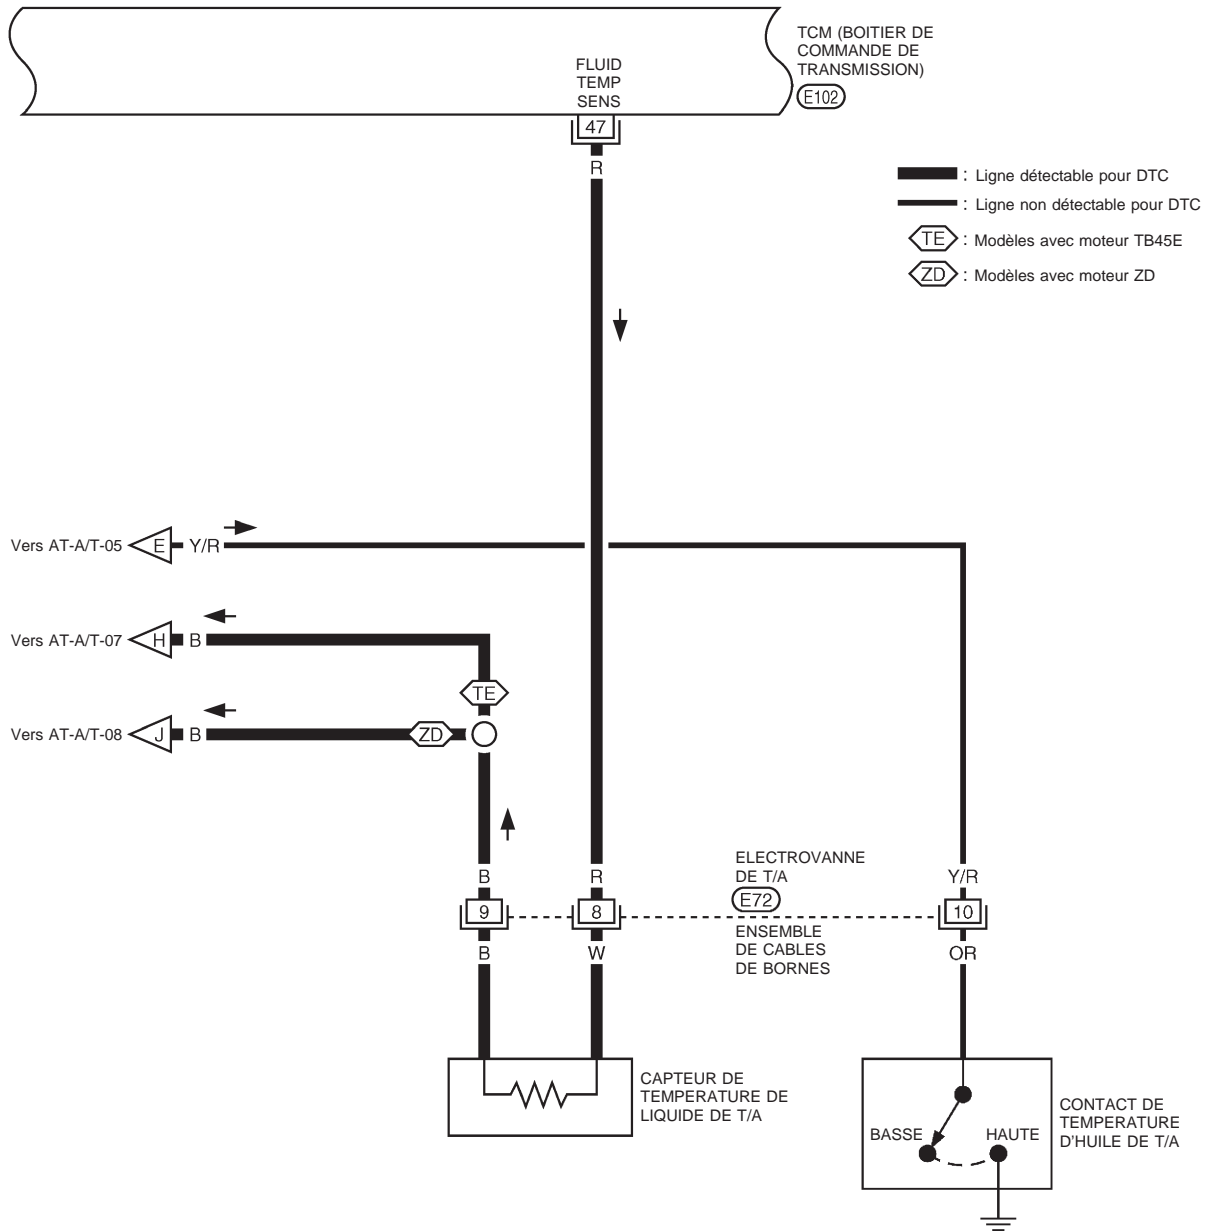 TCM (BOITIER DE
COMMANDE DE
TRANSMISSION)
E102
FLUID
TEMP
SENS
47
R
: Ligne détectable pour DTC
: Ligne non détectable pour DTC
TE : Modèles avec moteur TB45E
ZD : Modèles avec moteur ZD
Vers AT-A/T-05 E Y/R
Vers AT-A/T-07 H B
TE
Vers AT-A/T-08 J B ZD
ELECTROVANNE
DE T/A
E72
B R Y/R
9 8 10
ENSEMBLE
DE CABLES
DE BORNES
B W OR
CAPTEUR DE
TEMPERATURE DE
LIQUIDE DE T/A
BASSE HAUTE
CONTACT DE
TEMPERATURE
D'HUILE DE T/A